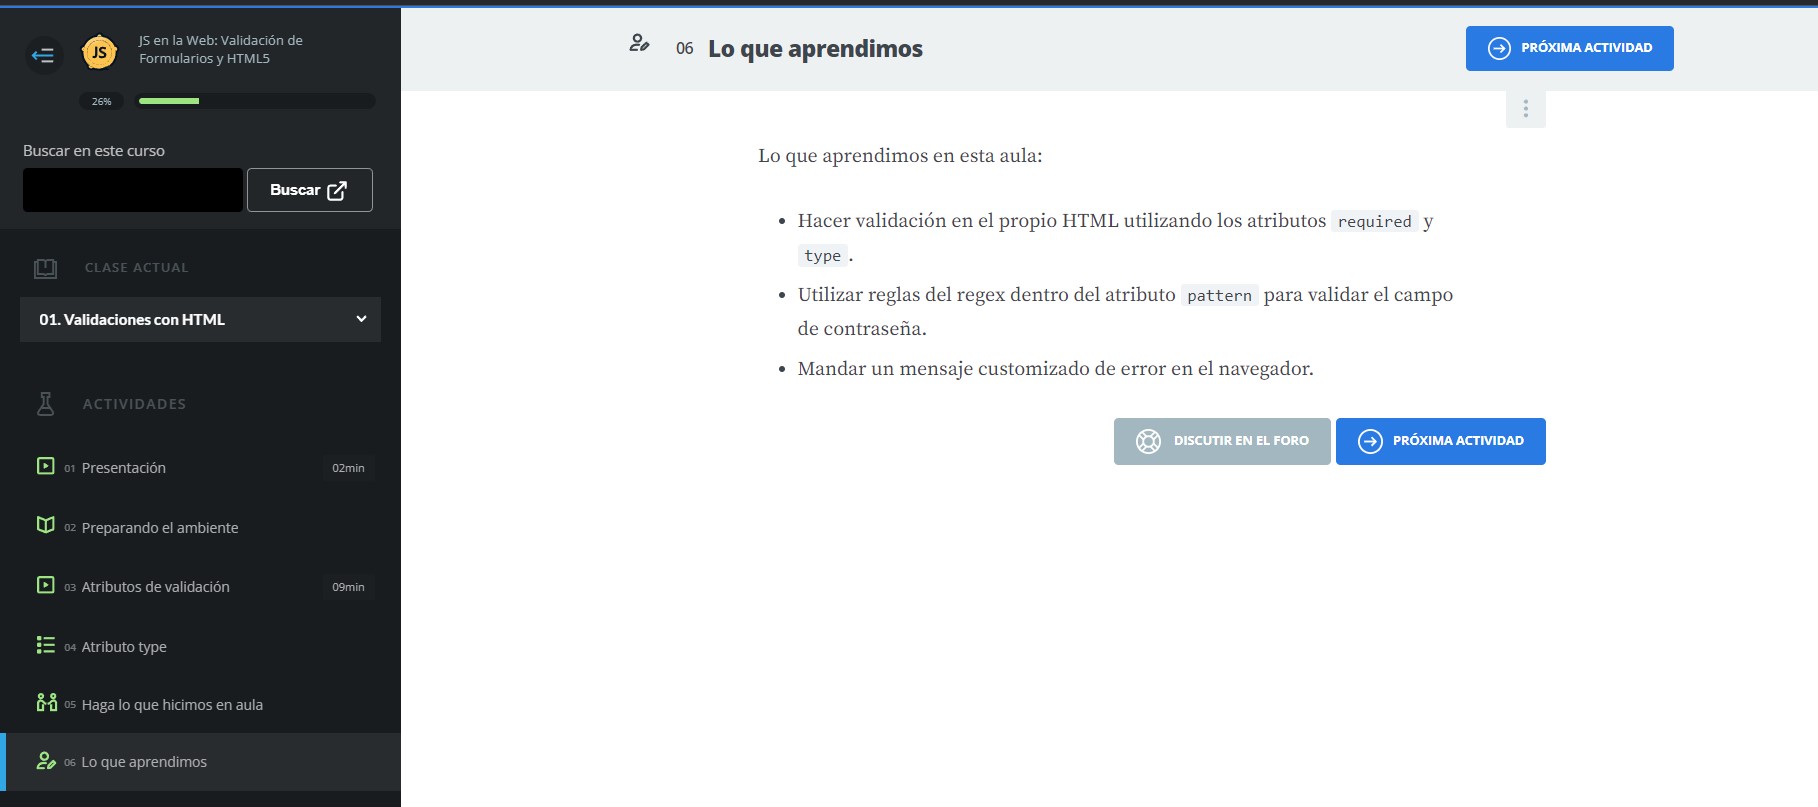 JS
JS en la Web: Validación de
Formularios y HTML5
26%
Buscar en este curso
Buscar
CLASE ACTUAL
01. Validaciones con HTML
ACTIVIDADES
01 Presentación 02min
02 Preparando el ambiente
03 Atributos de validación 09min
04 Atributo type
05 Haga lo que hicimos en aula
06 Lo que aprendimos
06 Lo que aprendimos
PRÓXIMA ACTIVIDAD
Lo que aprendimos en esta aula:
• Hacer validación en el propio HTML utilizando los atributos required y
type.
• Utilizar reglas del regex dentro del atributo pattern para validar el campo
de contraseña.
• Mandar un mensaje customizado de error en el navegador.
DISCUTIR EN EL FORO
PRÓXIMA ACTIVIDAD